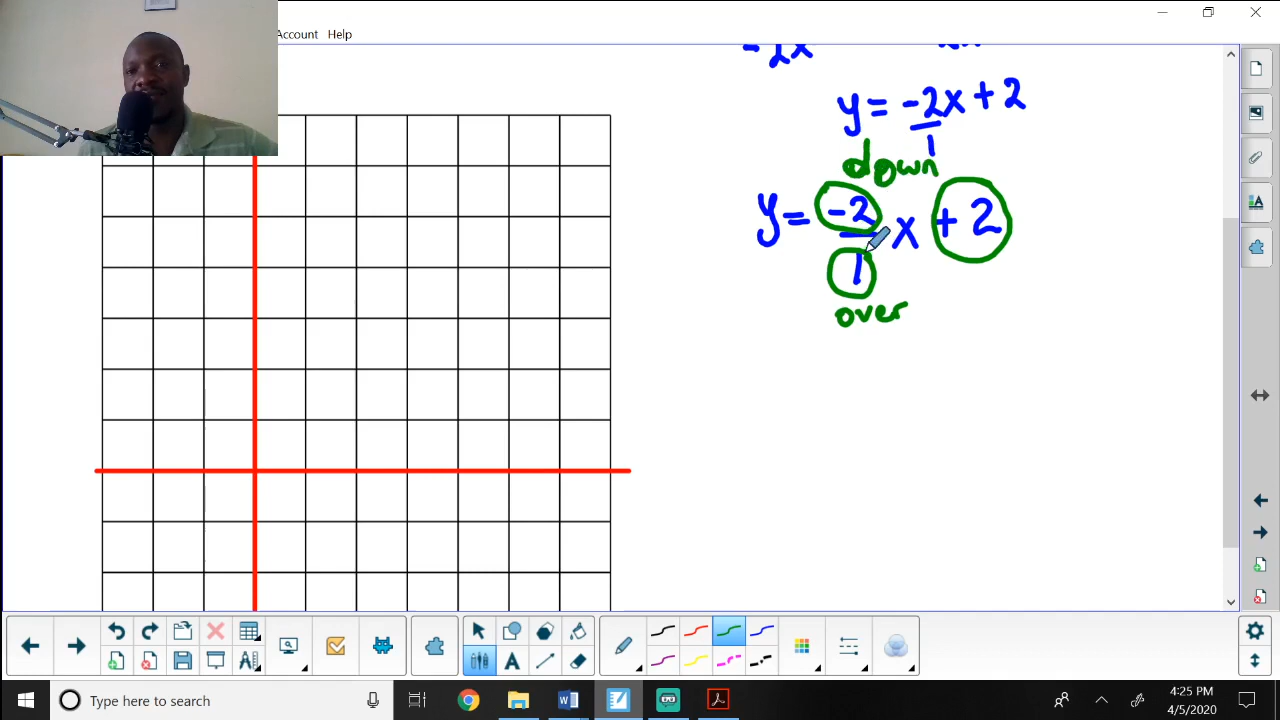 Account Help
y = -2x + 2
1
down
y = -2 x + 2
1
over
Type here to search
4:25 PM
4/5/2020